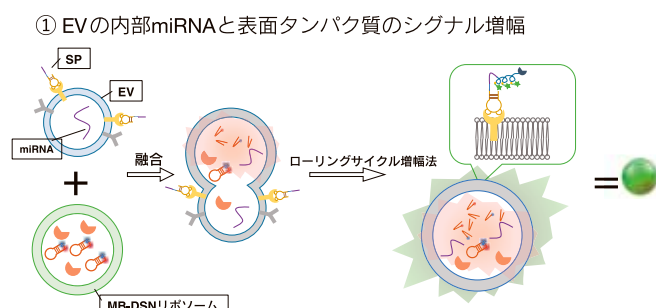 ① EVの内部miRNAと表面タンパク質のシグナル増幅
SP
EV
miRNA
融合
ローリングサイクル増幅法
+
=
MB-DSNリポソーム